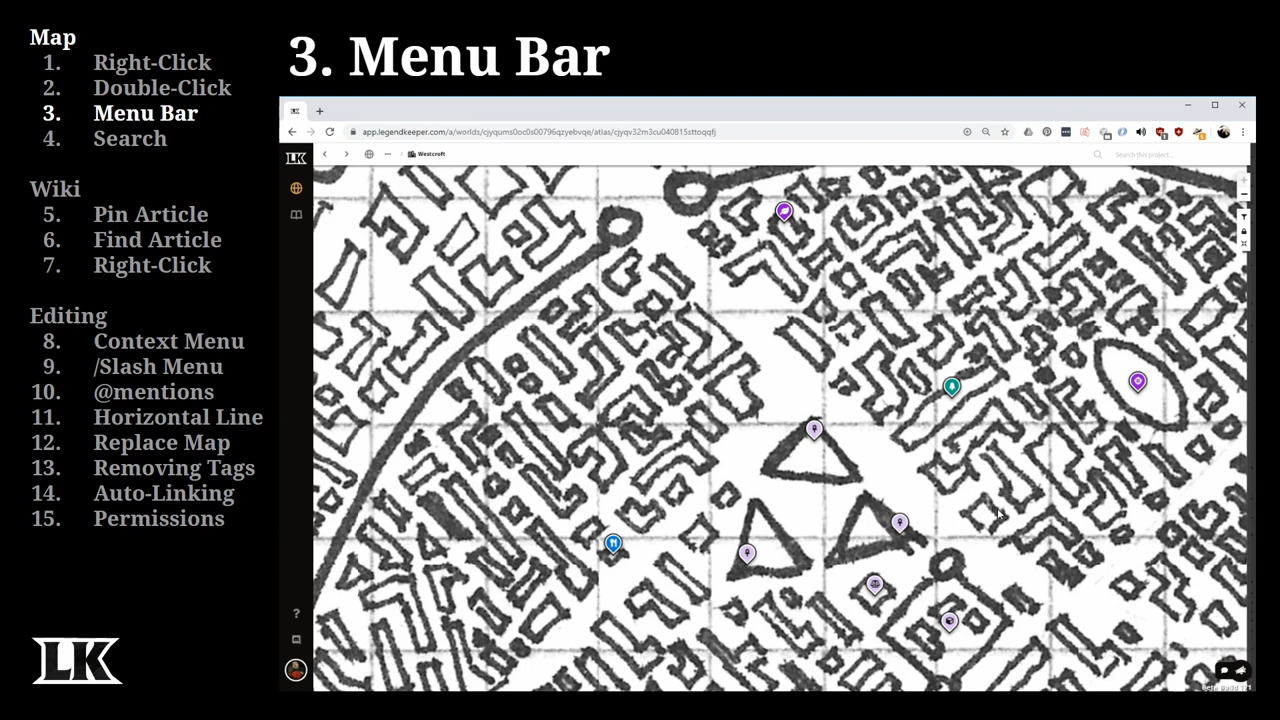 Map
1. Right-Click
2. Double-Click
3. Menu Bar
4. Search
Wiki
5. Pin Article
6. Find Article
7. Right-Click
Editing
8. Context Menu
9. /Slash Menu
10. @mentions
11. Horizontal Line
12. Replace Map
13. Removing Tags
14. Auto-Linking
15. Permissions
LK
3. Menu Bar
app.legendkeeper.com/a/worlds/cjyqums0oc0s00796qzyebvqe/atlas/cjyqv32m3cu040815sttoqqfj
LK
Westcroft
Search this project...